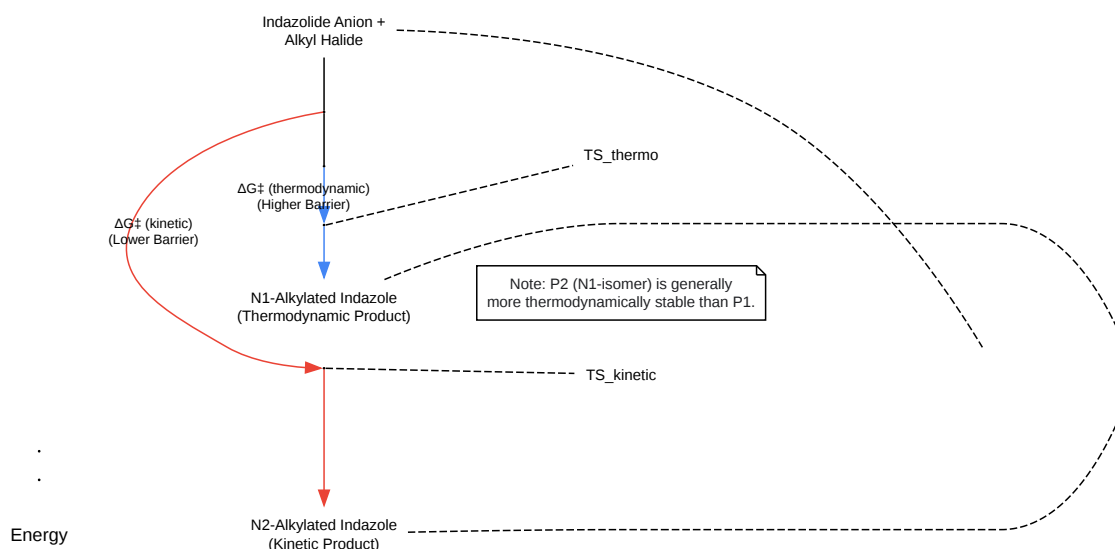 Indazolide Anion +
Alkyl Halide
TS_thermo
ΔG‡ (thermodynamic)
(Higher Barrier)
ΔG‡ (kinetic)
(Lower Barrier)
Note: P2 (N1-isomer) is generally
more thermodynamically stable than P1.
N1-Alkylated Indazole
(Thermodynamic Product)
TS_kinetic
N2-Alkylated Indazole
(Kinetic Product)
Energy